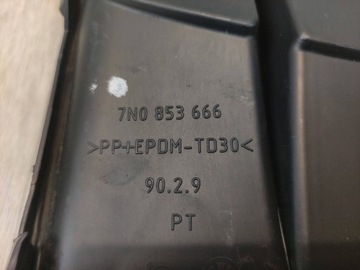 7N0 853 666
>PP+EPDM-TD30<
90.2.9
PT